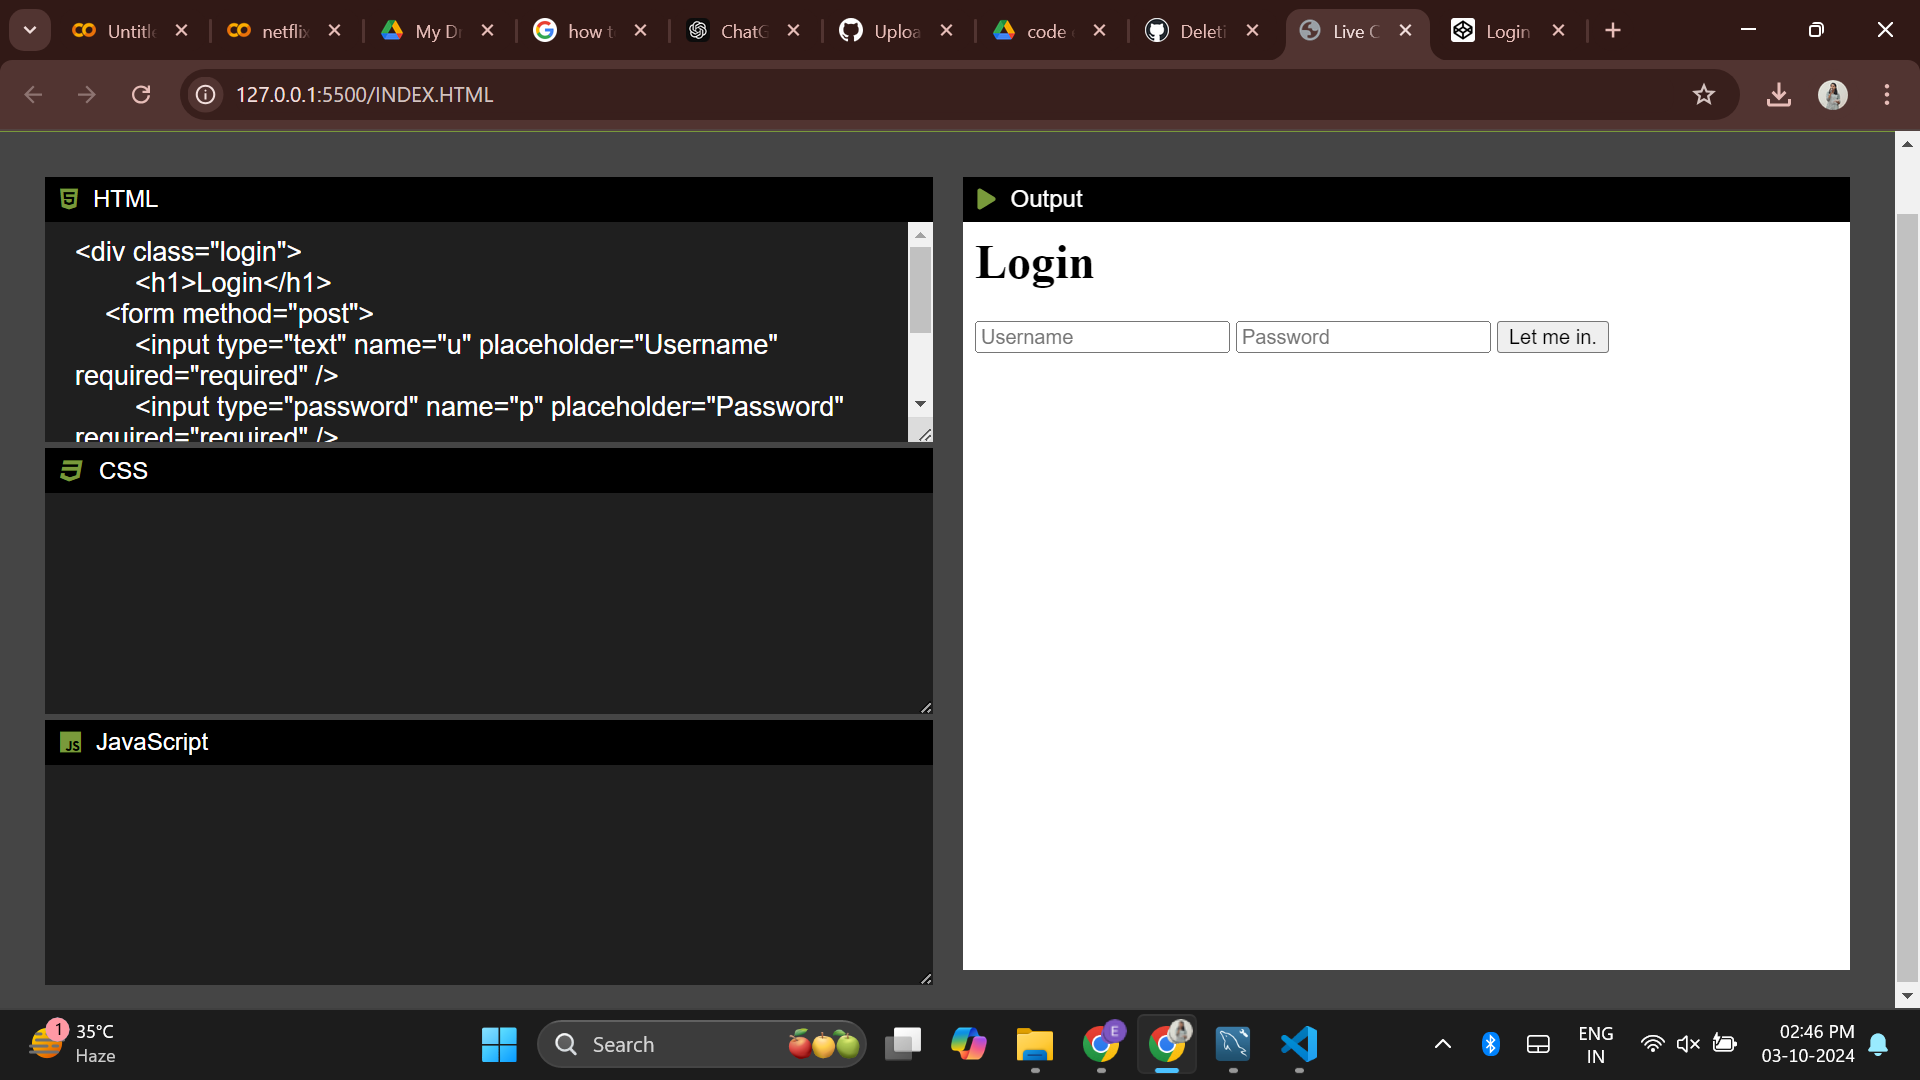 Untitle
netflix
My Dr
how t
ChatG
Uploa
code
Deleti
Live C
Login
127.0.0.1:5500/INDEX.HTML
HTML
<div class="login">
<h1>Login</h1>
<form method="post">
<input type="text" name="u" placeholder="Username"
required="required" />
<input type="password" name="p" placeholder="Password"
required="required" />
CSS
JS JavaScript
Output
Login
Username Password Let me in.
1 35°C
Haze
Search
E
ENG
IN
02:46 PM
03-10-2024